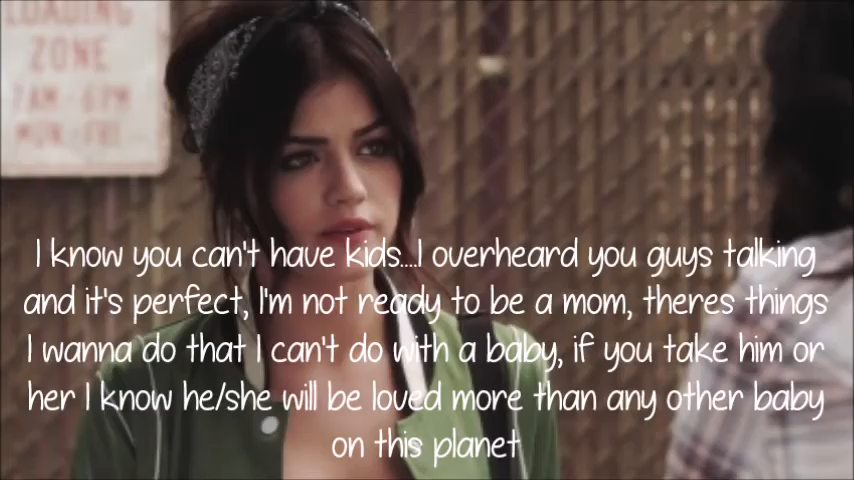 LOADING
ZONE
7AM-6PM
MON-FRI
I know you can't have kids....I overheard you guys talking
and it's perfect, I'm not ready to be a mom, theres things
I wanna do that I can't do with a baby, if you take him or
her I know he/she will be loved more than any other baby
on this planet